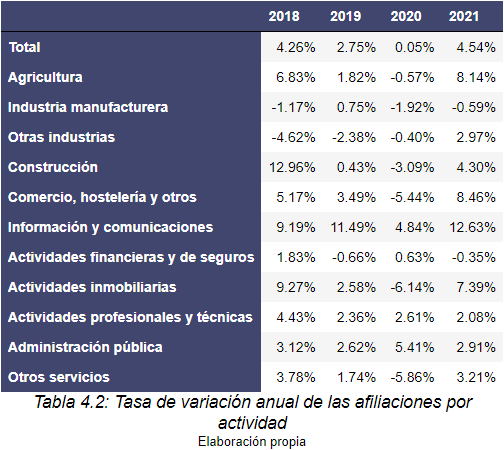 2018 2019 2020 2021
Total 4.26% 2.75% 0.05% 4.54%
Agricultura 6.83% 1.82% -0.57% 8.14%
Industria manufacturera -1.17% 0.75% -1.92% -0.59%
Otras industrias -4.62% -2.38% -0.40% 2.97%
Construcción 12.96% 0.43% -3.09% 4.30%
Comercio, hostelería y otros 5.17% 3.49% -5.44% 8.46%
Información y comunicaciones 9.19% 11.49% 4.84% 12.63%
Actividades financieras y de seguros 1.83% -0.66% 0.63% -0.35%
Actividades inmobiliarias 9.27% 2.58% -6.14% 7.39%
Actividades profesionales y técnicas 4.43% 2.36% 2.61% 2.08%
Administración pública 3.12% 2.62% 5.41% 2.91%
Otros servicios 3.78% 1.74% -5.86% 3.21%
Tabla 4.2: Tasa de variación anual de las afiliaciones por
actividad
Elaboración propia